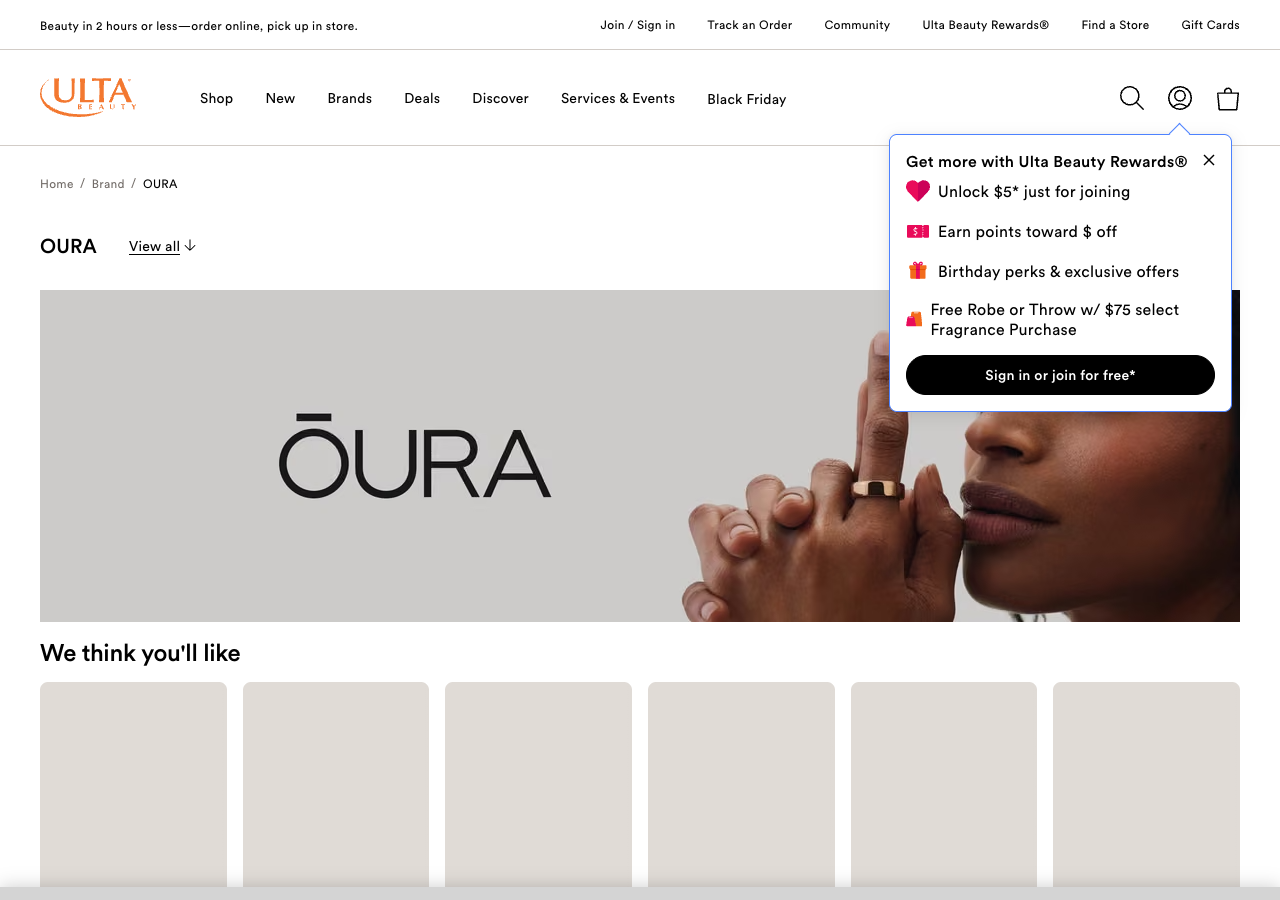 Beauty in 2 hours or less—order online, pick up in store.
Join / Sign in
Track an Order
Community
Ulta Beauty Rewards®
Find a Store
Gift Cards
ULTA
BEAUTY
Shop
New
Brands
Deals
Discover
Services & Events
Black Friday
Get more with Ulta Beauty Rewards®
Unlock $5* just for joining
Earn points toward $ off
Birthday perks & exclusive offers
Free Robe or Throw w/ $75 select
Fragrance Purchase
Sign in or join for free*
Home / Brand / OURA
OURA
View all
ŌURA
We think you'll like